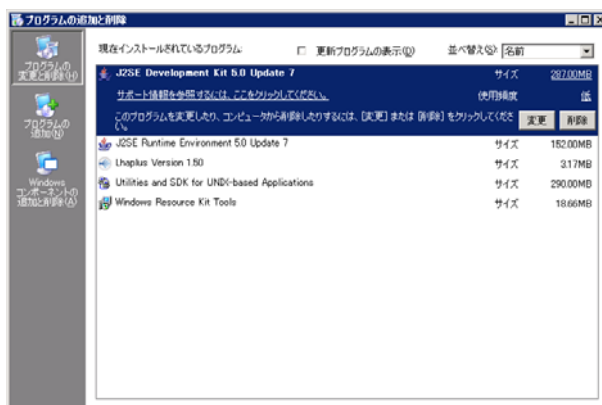 プログラムの追加と削除
プログラムの
変更と削除(H)
プログラムの
追加(N)
Windows
コンポーネントの
追加と削除(A)
現在インストールされているプログラム:
更新プログラムの表示(D)
並べ替え(S): 名前
J2SE Development Kit 5.0 Update 7 サイズ 287.00MB
サポート情報を参照するには、ここをクリックしてください。 使用頻度 低
このプログラムを変更したり、コンピュータから削除したりするには、[変更] または [削除] をクリックしてくださ
い。
変更 削除
J2SE Runtime Environment 5.0 Update 7 サイズ 152.00MB
Lhaplus Version 1.50 サイズ 3.17MB
Utilities and SDK for UNIX-based Applications サイズ 290.00MB
Windows Resource Kit Tools サイズ 18.66MB